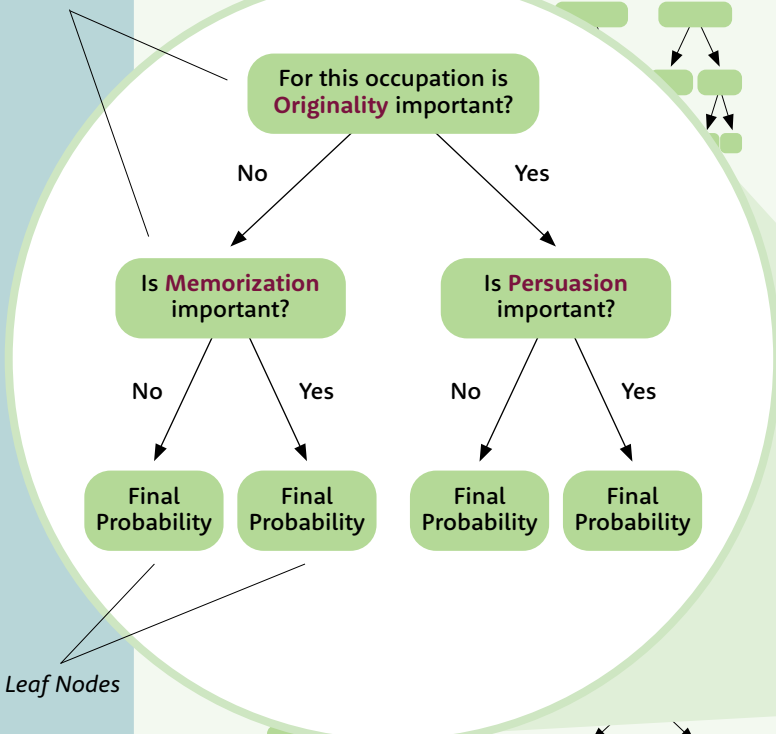 For this occupation is
Originality important?
No
Yes
Is Memorization
important?
Is Persuasion
important?
No
Yes
No
Yes
Final
Probability
Final
Probability
Final
Probability
Final
Probability
Leaf Nodes